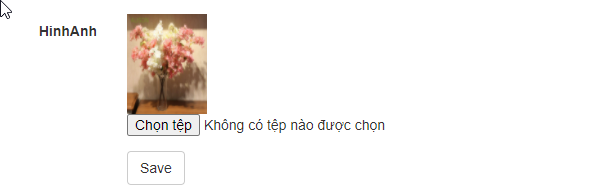 HinhAnh
Chọn tệp Không có tệp nào được chọn
Save